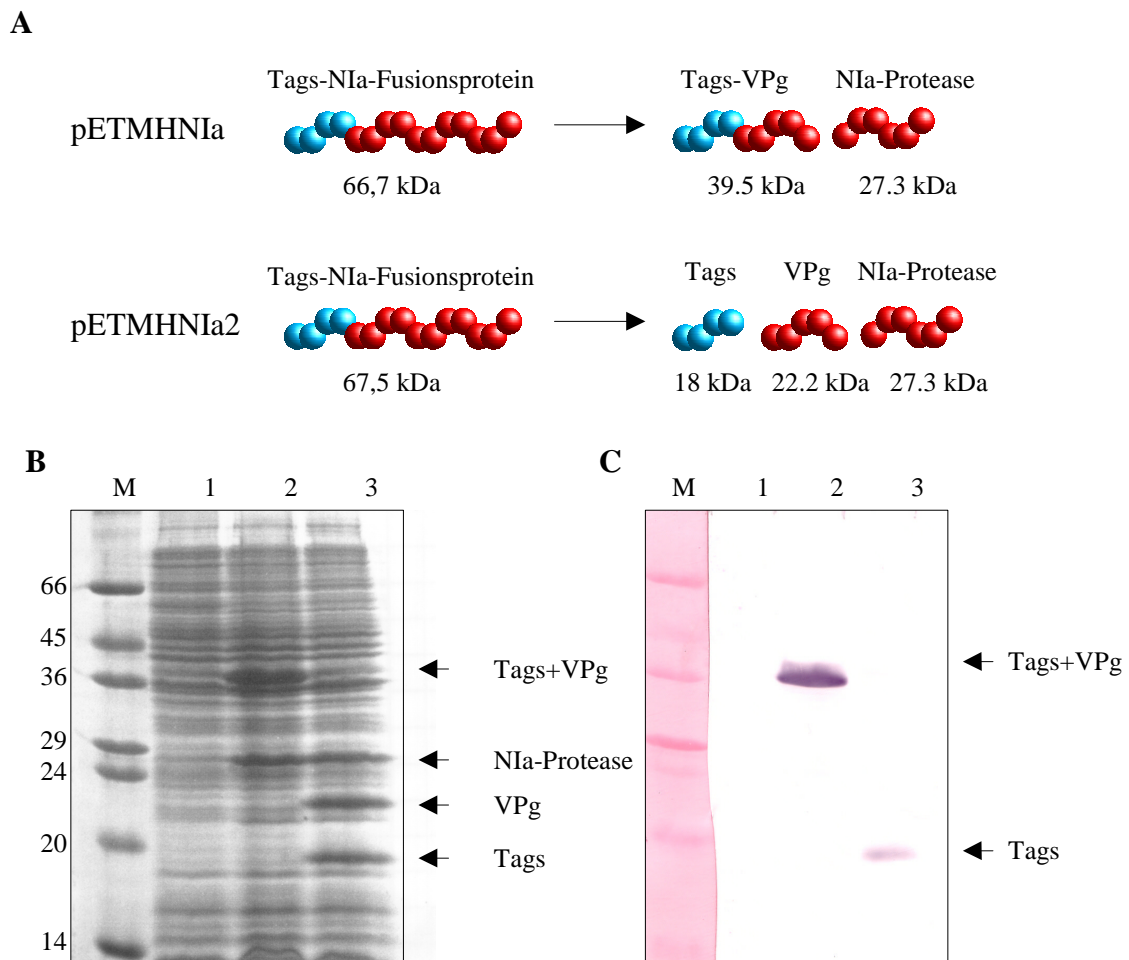 A
Tags-NIa-Fusionsprotein Tags-VPg NIa-Protease
pETMHNIa
66,7 kDa 39.5 kDa 27.3 kDa
Tags-NIa-Fusionsprotein Tags VPg NIa-Protease
pETMHNIa2
67,5 kDa 18 kDa 22.2 kDa 27.3 kDa
B
M 1 2 3
66
45
36
29
24
20
14
Tags+VPg
NIa-Protease
VPg
Tags
C
M 1 2 3
Tags+VPg
Tags